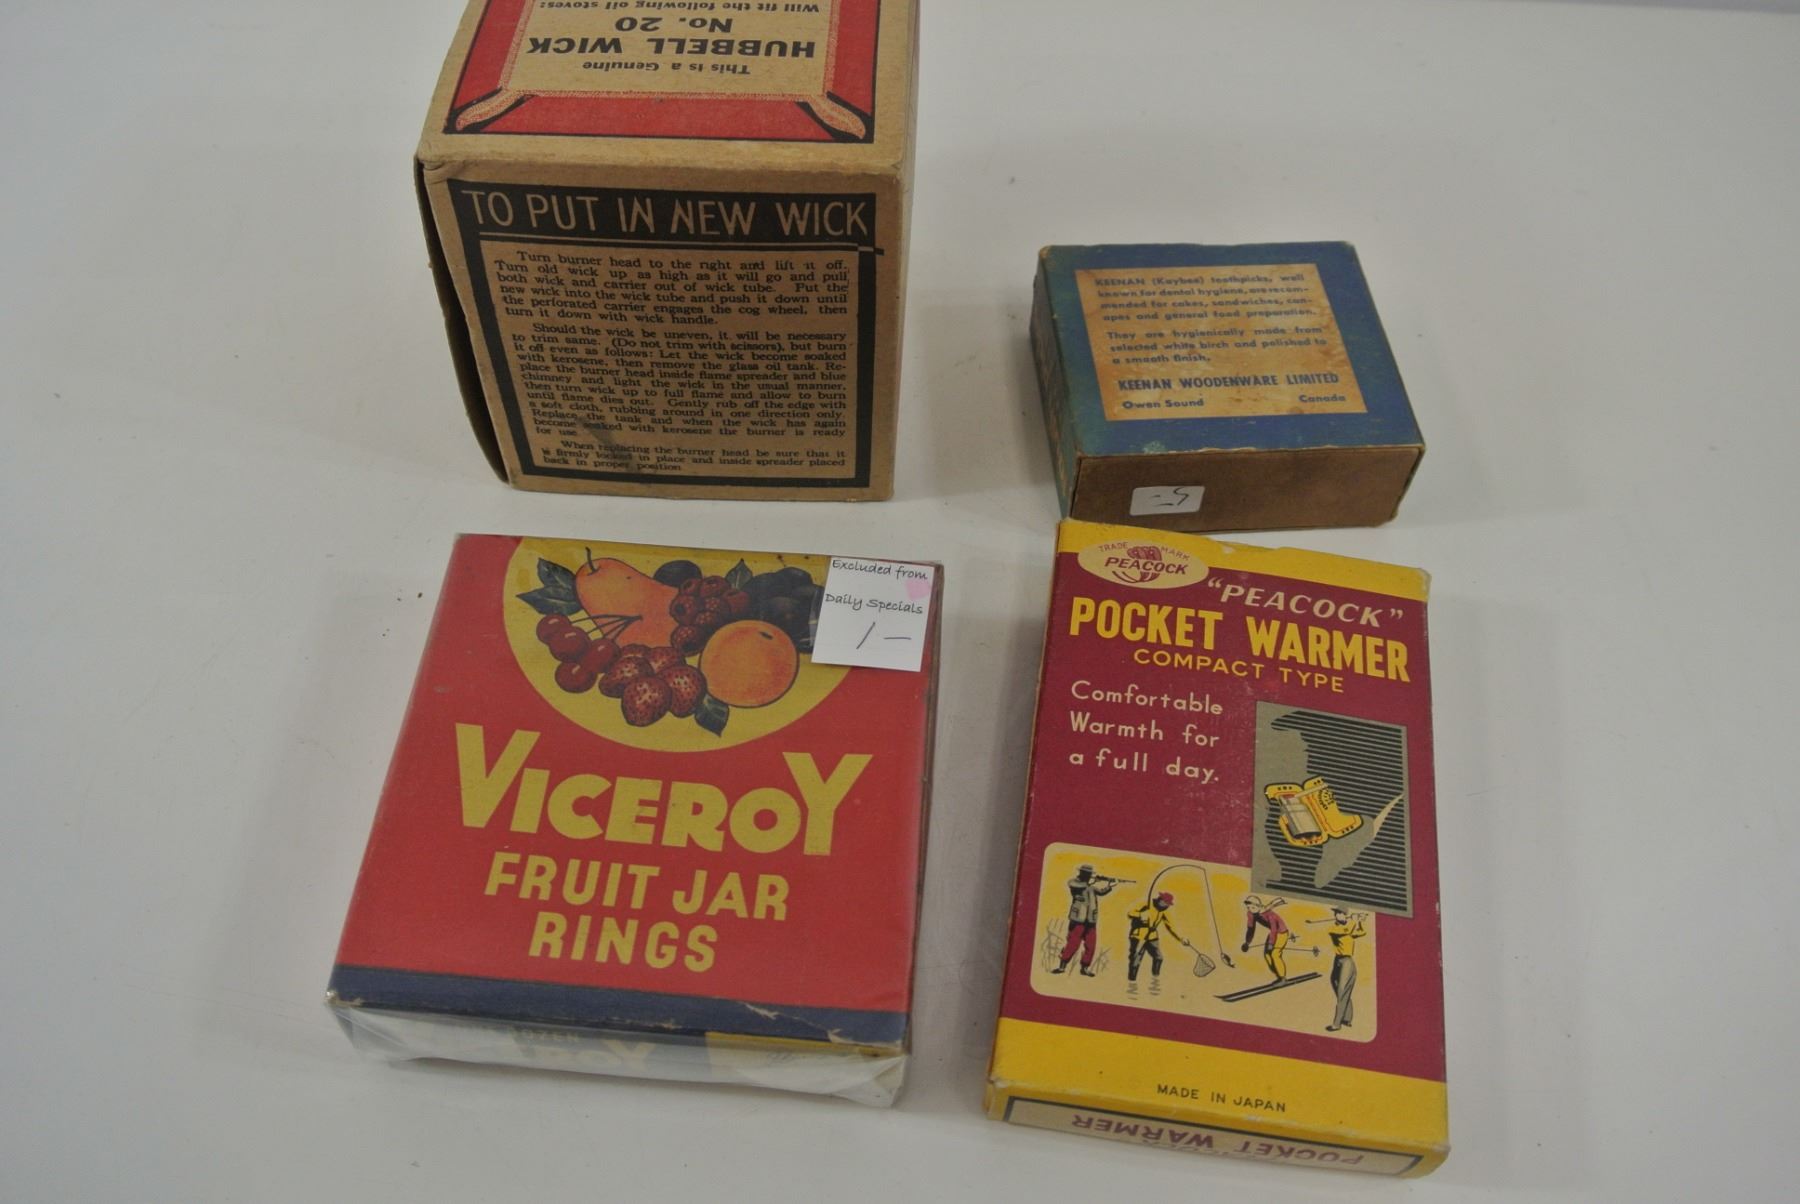 This is a Genuine
HUBBELL WICK
No. 20
Will fit the following oil stoves:
TO PUT IN NEW WICK
Turn burner head to the right and lift it off.
Turn old wick up as high as it will go and pull
both wick and carrier out of wick tube. Put the
new wick into the wick tube and push it down until
the perforated carrier engages the cog wheel, then
turn it down with wick handle.
Should the wick be uneven, it will be necessary
to trim same. (Do not trim with scissors), but burn
it off even as follows: Let the wick become soaked
with kerosene, then remove the glass oil tank. Re-
place the burner head inside flame spreader and blue
chimney and light the wick in the usual manner,
then turn wick up to full flame and allow to burn
until flame dies out. Gently rub off the edge with
a soft cloth, rubbing around in one direction only.
Replace the tank and when the wick has again
become soaked with kerosene the burner is ready
for use.
When replacing the burner head be sure that it
is firmly locked in place and inside spreader placed
back in proper position
KEENAN (Kaybee) toothpicks, well
known for dental hygiene, are recom-
mended for cakes, sandwiches, can-
apes and general food preparation.
They are hygienically made from
selected white birch and polished to
a smooth finish.
KEENAN WOODENWARE LIMITED
Owen Sound Canada
5-
Excluded from
Daily Specials
1-
VICEROY
FRUIT JAR
RINGS
TRADE MARK
PEACOCK
"PEACOCK"
POCKET WARMER
COMPACT TYPE
Comfortable
Warmth for
a full day.
MADE IN JAPAN
POCKET WARMER